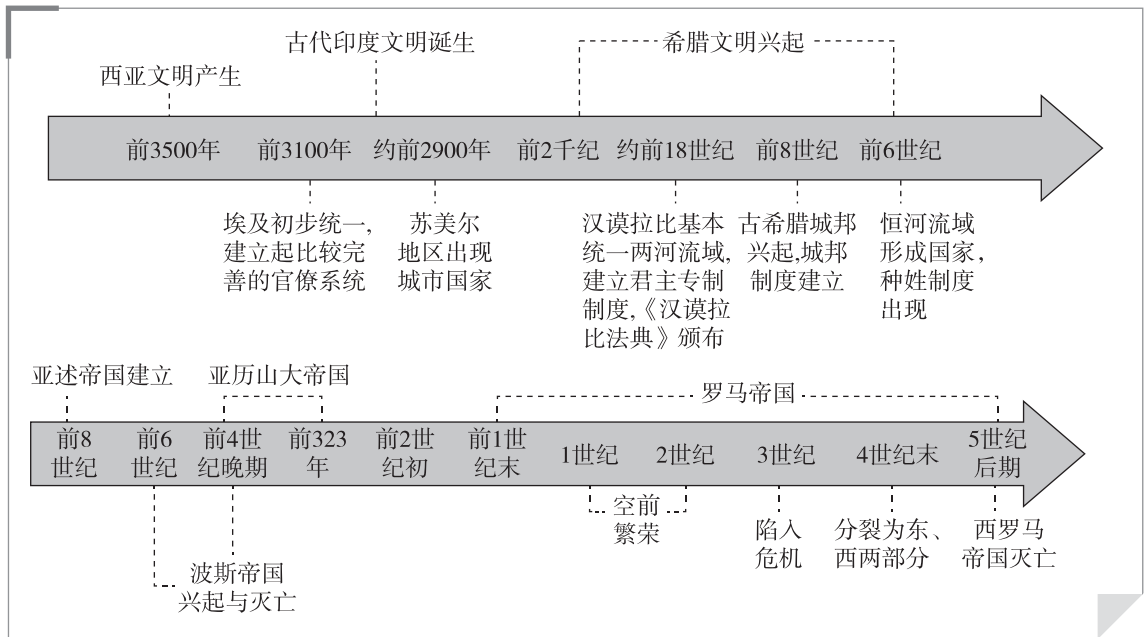 古代印度文明诞生
希腊文明兴起
西亚文明产生
前3500年 前3100年 约前2900年 前2千纪 约前18世纪 前8世纪 前6世纪
埃及初步统一,
建立起比较完
善的官僚系统
苏美尔
地区出现
城市国家
汉谟拉比基本
统一两河流域,
建立君主专制
制度,《汉谟拉
比法典》颁布
古希腊城邦
兴起,城邦
制度建立
恒河流域
形成国家,
种姓制度
出现
亚述帝国建立
亚历山大帝国
罗马帝国
前8
世纪
前6
世纪
前4世
纪晚期
前323
年
前2世
纪初
前1世
纪末
1世纪
2世纪
3世纪
4世纪末
5世纪
后期
空前
繁荣
陷入
危机
分裂为东、
西两部分
西罗马
帝国灭亡
波斯帝国
兴起与灭亡